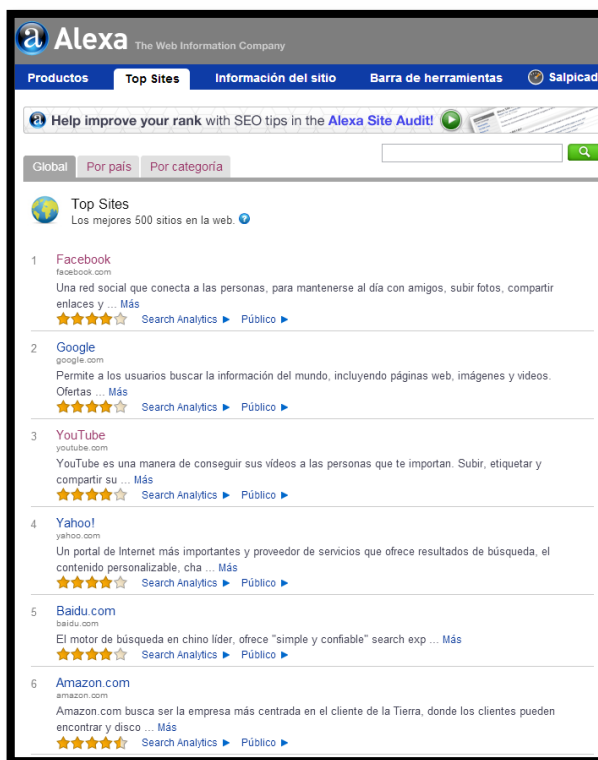 a Alexa The Web Information Company
Productos Top Sites Información del sitio Barra de herramientas Salpicad
a Help improve your rank with SEO tips in the Alexa Site Audit!
Global Por país Por categoría
Top Sites
Los mejores 500 sitios en la web. ?
1 Facebook
facebook.com
Una red social que conecta a las personas, para mantenerse al día con amigos, subir fotos, compartir
enlaces y ... Más
Search Analytics ► Público ►
2 Google
google.com
Permite a los usuarios buscar la información del mundo, incluyendo páginas web, imágenes y videos.
Ofertas ... Más
Search Analytics ► Público ►
3 YouTube
youtube.com
YouTube es una manera de conseguir sus vídeos a las personas que te importan. Subir, etiquetar y
compartir su ... Más
Search Analytics ► Público ►
4 Yahoo!
yahoo.com
Un portal de Internet más importantes y proveedor de servicios que ofrece resultados de búsqueda, el
contenido personalizable, cha ... Más
Search Analytics ► Público ►
5 Baidu.com
baidu.com
El motor de búsqueda en chino líder, ofrece "simple y confiable" search exp ... Más
Search Analytics ► Público ►
6 Amazon.com
amazon.com
Amazon.com busca ser la empresa más centrada en el cliente de la Tierra, donde los clientes pueden
encontrar y disco ... Más
Search Analytics ► Público ►